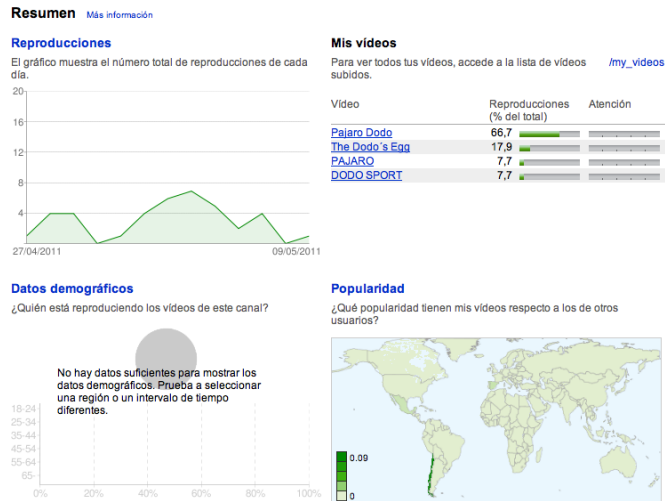 Resumen Más información
Reproducciones
El gráfico muestra el número total de reproducciones de cada
día.
20
16
12
8
4
27/04/2011 09/05/2011
Mis vídeos
Para ver todos tus vídeos, accede a la lista de vídeos /my_videos
subidos.
Vídeo Reproducciones Atención
(% del total)
Pajaro Dodo 66,7
The Dodo´s Egg 17,9
PAJARO 7,7
DODO SPORT 7,7
Datos demográficos
¿Quién está reproduciendo los vídeos de este canal?
No hay datos suficientes para mostrar los
datos demográficos. Prueba a seleccionar
una región o un intervalo de tiempo
diferentes.
18-24
25-34
35-44
45-54
55-64
65-
0% 20% 40% 60% 80% 100%
Popularidad
¿Qué popularidad tienen mis vídeos respecto a los de otros
usuarios?
0.09
0